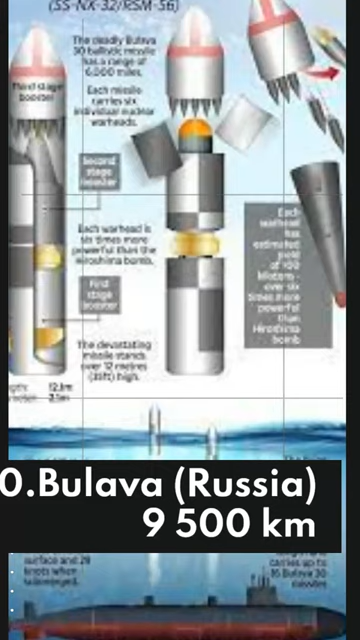 (SS-NX-32/RSM-56)
The deadly Bulava
30 ballistic missile
has a range of
6,000 miles.
Each missile
carries six
individual nuclear
warheads.
Third stage
booster
Second
stage
booster
Each warhead is
six times more
powerful than the
Hiroshima bomb.
First
stage
booster
The devastating
missile stands
over 12 metres
(39ft) high.
Each
warhead
has
estimated
yield
of 100
kilotons -
over six
times more
powerful
than
Hiroshima
bomb
12.1m
2.1m
0.Bulava (Russia)
9 500 km
surface and 29
knots when
submerged.
carries up to
16 Bulava 30
missiles